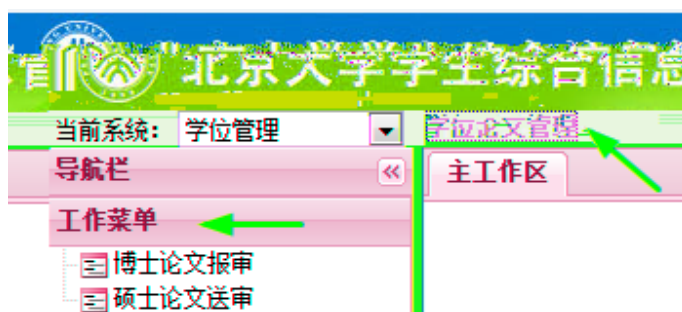 北京大学学生综合信息
当前系统: 学位管理 学位论文管理
导航栏
主工作区
工作菜单
博士论文报审
硕士论文送审